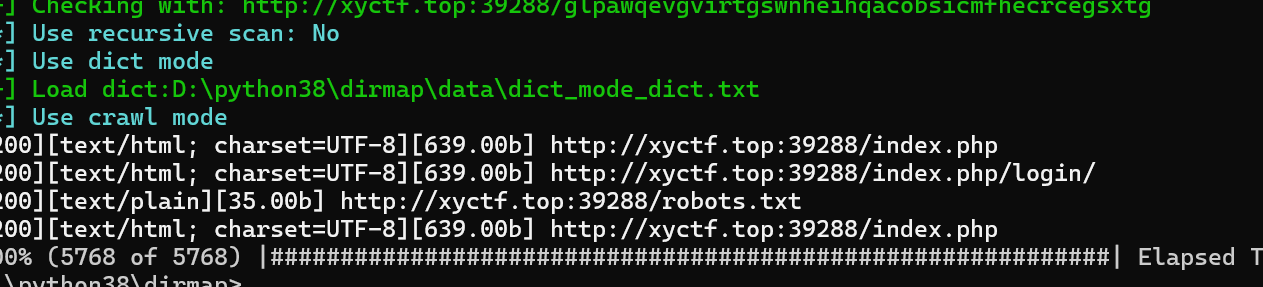 +] Checking with: http://xyctf.top:39288/glpawqevgvirtgswnheihqacobsicmfhecrcegsxtg
*] Use recursive scan: No
*] Use dict mode
+] Load dict:D:\python38\dirmap\data\dict_mode_dict.txt
*] Use crawl mode
200][text/html; charset=UTF-8][639.00b] http://xyctf.top:39288/index.php
200][text/html; charset=UTF-8][639.00b] http://xyctf.top:39288/index.php/login/
200][text/plain][35.00b] http://xyctf.top:39288/robots.txt
200][text/html; charset=UTF-8][639.00b] http://xyctf.top:39288/index.php
00% (5768 of 5768) |############################################################| Elapsed T
:\python38\dirmap>